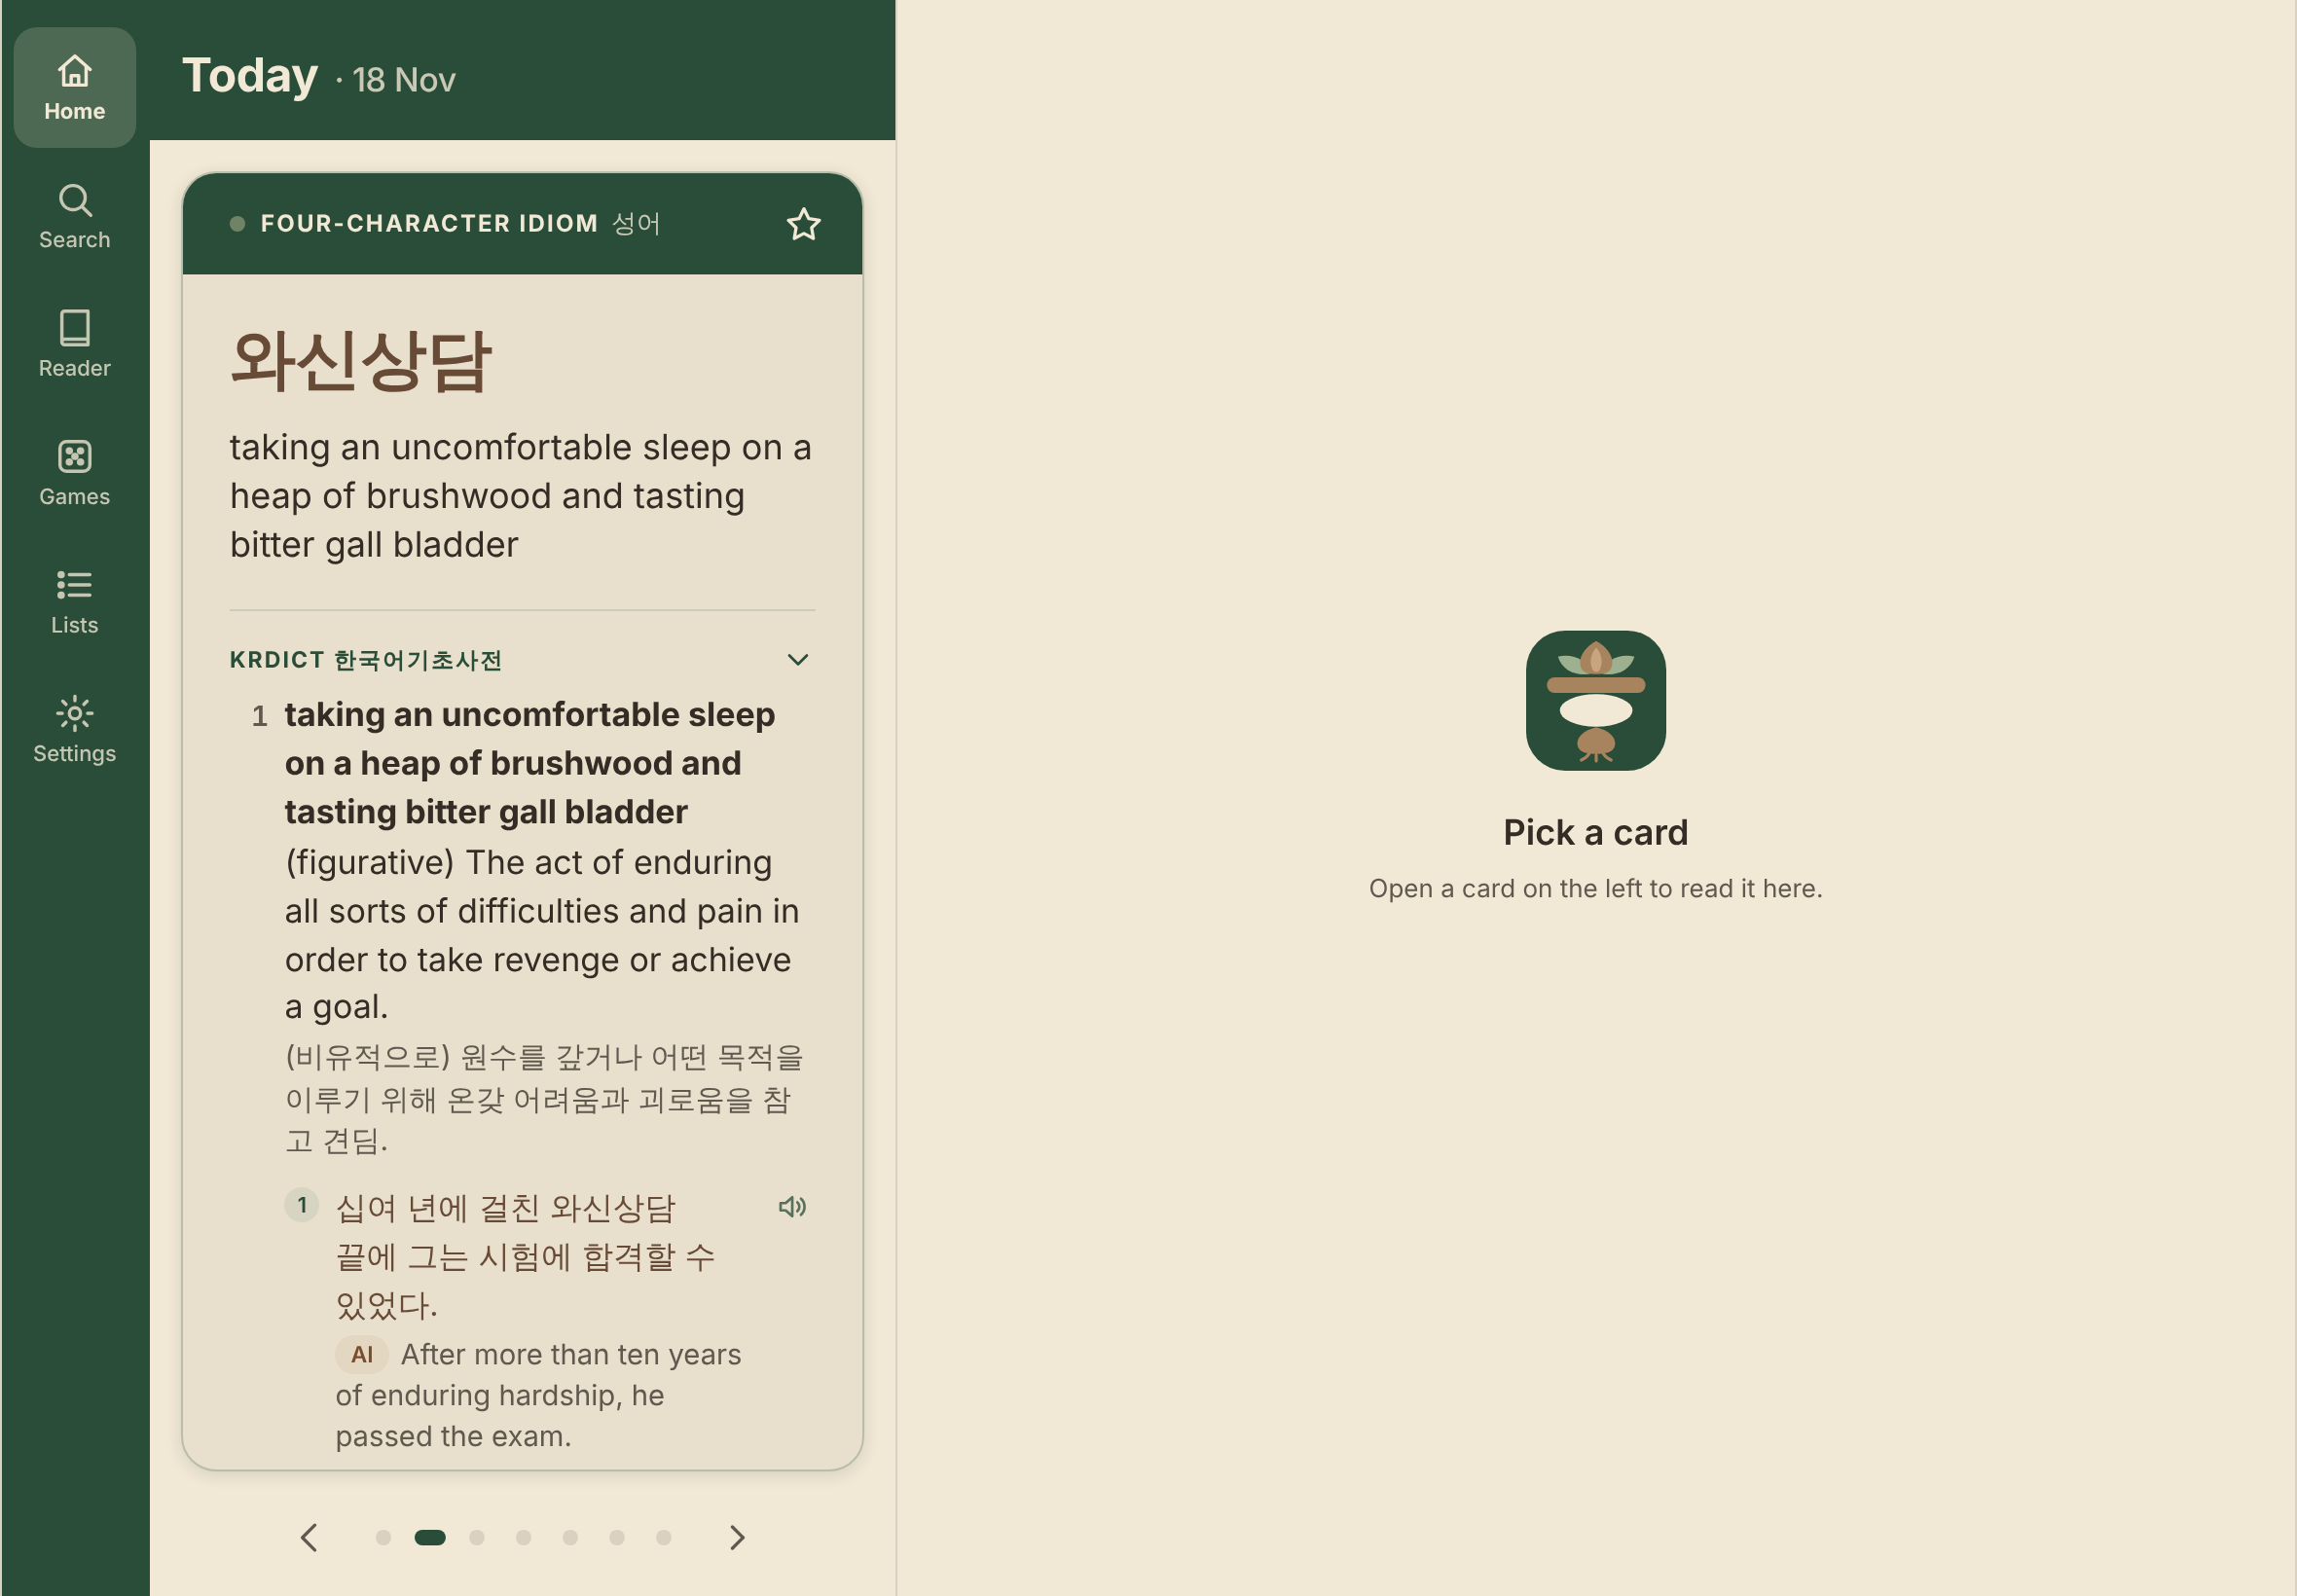 Home
Search
Reader
Games
Lists
Settings
Today · 18 Nov
FOUR-CHARACTER IDIOM 성어
와신상담
taking an uncomfortable sleep on a
heap of brushwood and tasting
bitter gall bladder
KRDICT 한국어기초사전
1 taking an uncomfortable sleep
on a heap of brushwood and
tasting bitter gall bladder
(figurative) The act of enduring
all sorts of difficulties and pain in
order to take revenge or achieve
a goal.
(비유적으로) 원수를 갚거나 어떤 목적을
이루기 위해 온갖 어려움과 괴로움을 참
고 견딤.
1 십여 년에 걸친 와신상담
끝에 그는 시험에 합격할 수
있었다.
AI After more than ten years
of enduring hardship, he
passed the exam.
Pick a card
Open a card on the left to read it here.